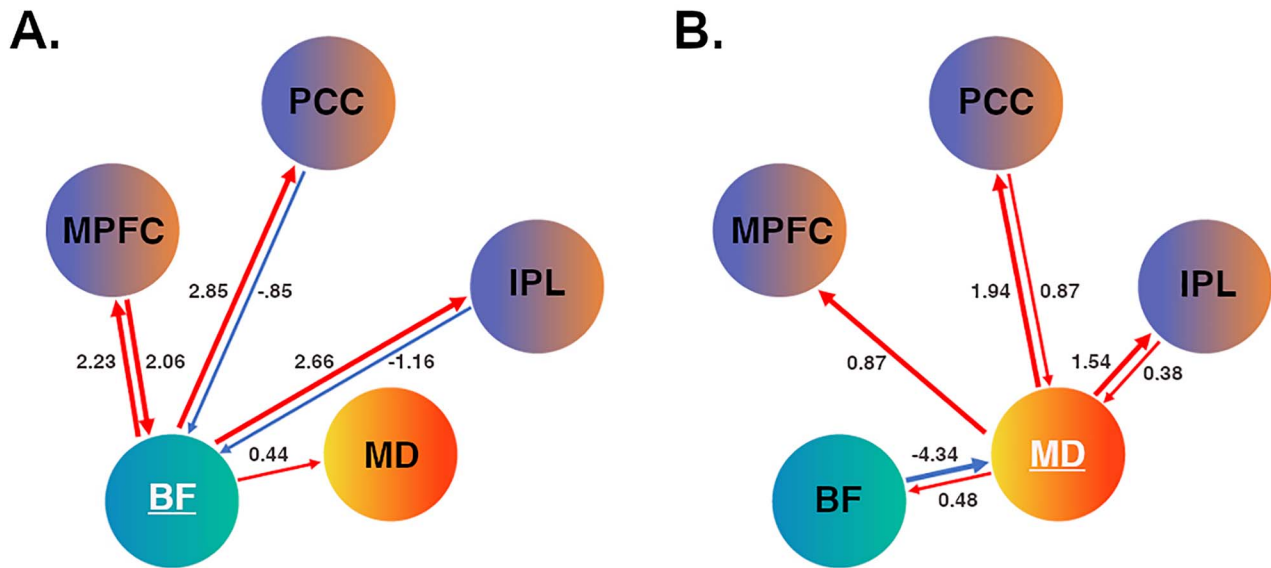 A.
PCC
MPFC
IPL
2.85
-.85
2.23
2.06
2.66
-1.16
0.44
MD
BF
B.
PCC
MPFC
IPL
1.94
0.87
0.87
1.54
0.38
-4.34
0.48
MD
BF